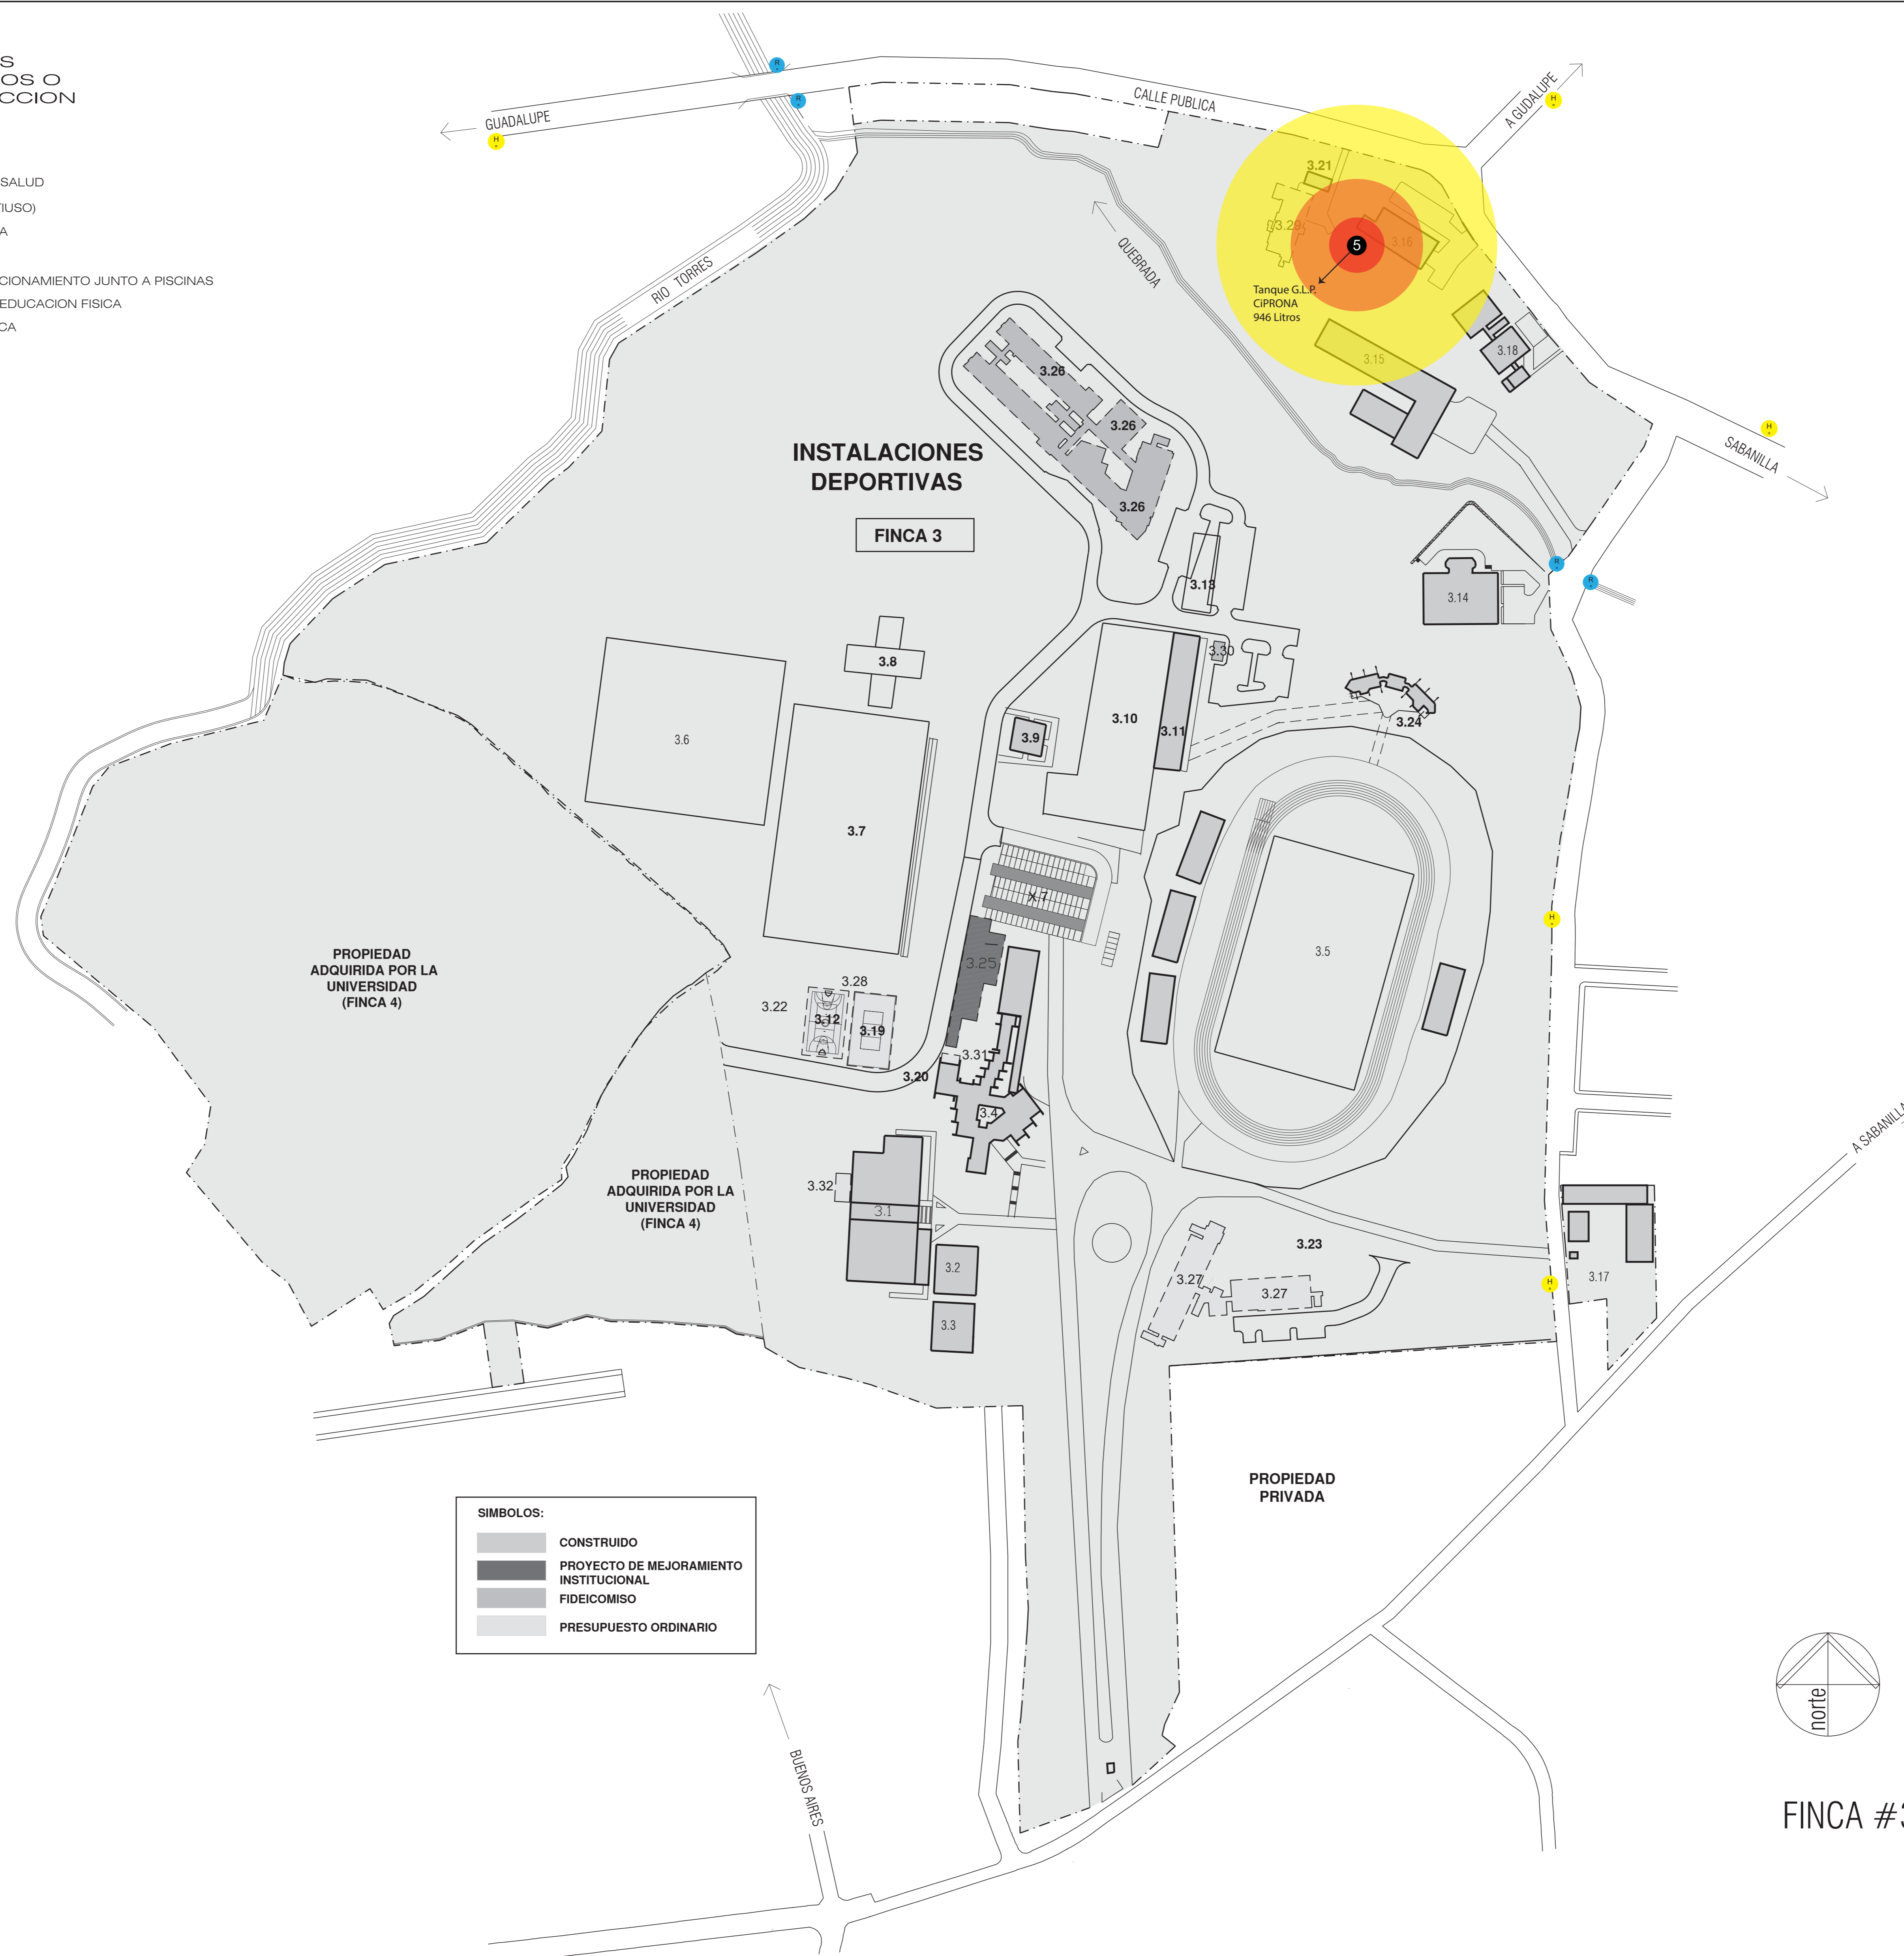 S
OS O
CCION
SALUD
TIUSO)
A
CIONAMIENTO JUNTO A PISCINAS
EDUCACION FISICA
CA
R
R
H
GUADALUPE
CALLE PUBLICA
A GUDALUPE
H
RIO TORRES
QUEBRADA
3.21
3.29
3.16
5
Tanque G.L.P.
CiPRONA
946 Litros
3.15
3.18
H
SABANILLA
3.26
3.26
3.26
INSTALACIONES
DEPORTIVAS
FINCA 3
3.13
3.14
R
R
3.8
3.30
3.6
3.9
3.10
3.11
3.24
3.7
X.7
H
3.5
3.25
PROPIEDAD
ADQUIRIDA POR LA
UNIVERSIDAD
(FINCA 4)
3.28
3.22
3.12
3.19
3.31
3.20
3.4
A SABANILLA
PROPIEDAD
ADQUIRIDA POR LA
UNIVERSIDAD
(FINCA 4)
3.32
3.1
3.2
3.3
3.23
3.27
3.27
H
3.17
PROPIEDAD
PRIVADA
SIMBOLOS:
CONSTRUIDO
PROYECTO DE MEJORAMIENTO
INSTITUCIONAL
FIDEICOMISO
PRESUPUESTO ORDINARIO
BUENOS AIRES
norte
FINCA #3